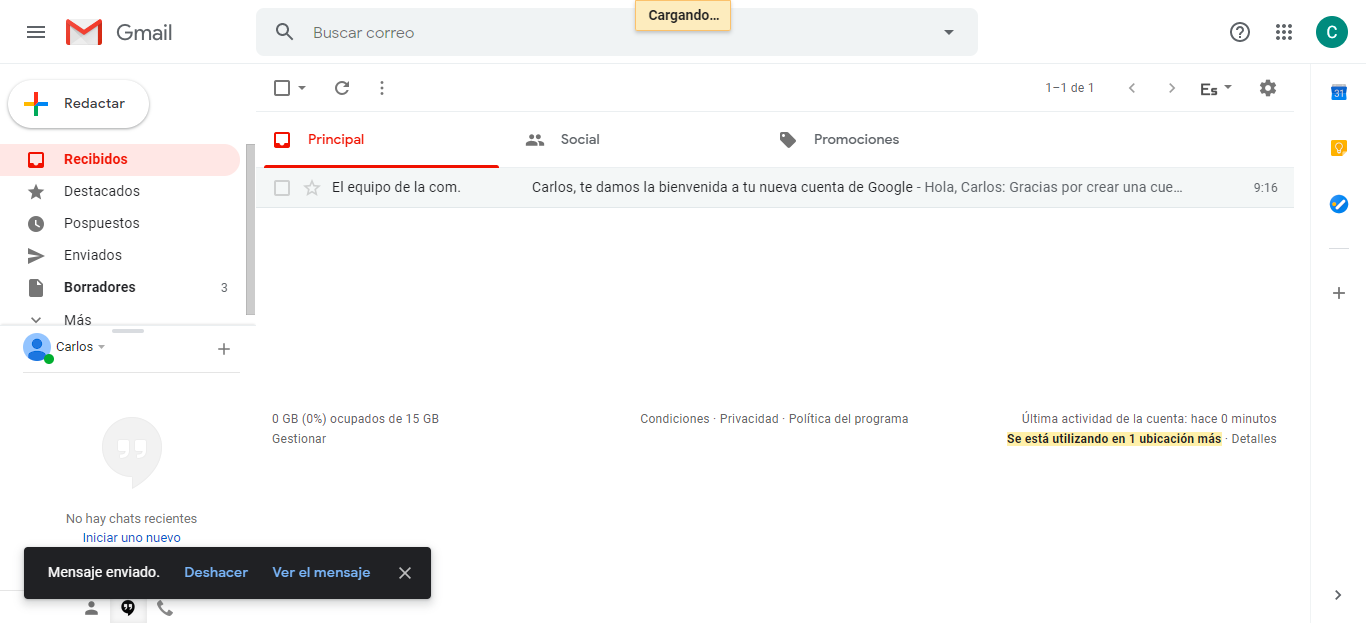 Cargando...
Gmail
Buscar correo
C
Redactar
1–1 de 1
Es
31
Recibidos
Destacados
Pospuestos
Enviados
Borradores 3
Más
Principal
Social
Promociones
El equipo de la com. Carlos, te damos la bienvenida a tu nueva cuenta de Google - Hola, Carlos: Gracias por crear una cue… 9:16
Carlos
No hay chats recientes
Iniciar uno nuevo
0 GB (0%) ocupados de 15 GB
Gestionar
Condiciones · Privacidad · Política del programa
Última actividad de la cuenta: hace 0 minutos
Se está utilizando en 1 ubicación más · Detalles
Mensaje enviado. Deshacer Ver el mensaje